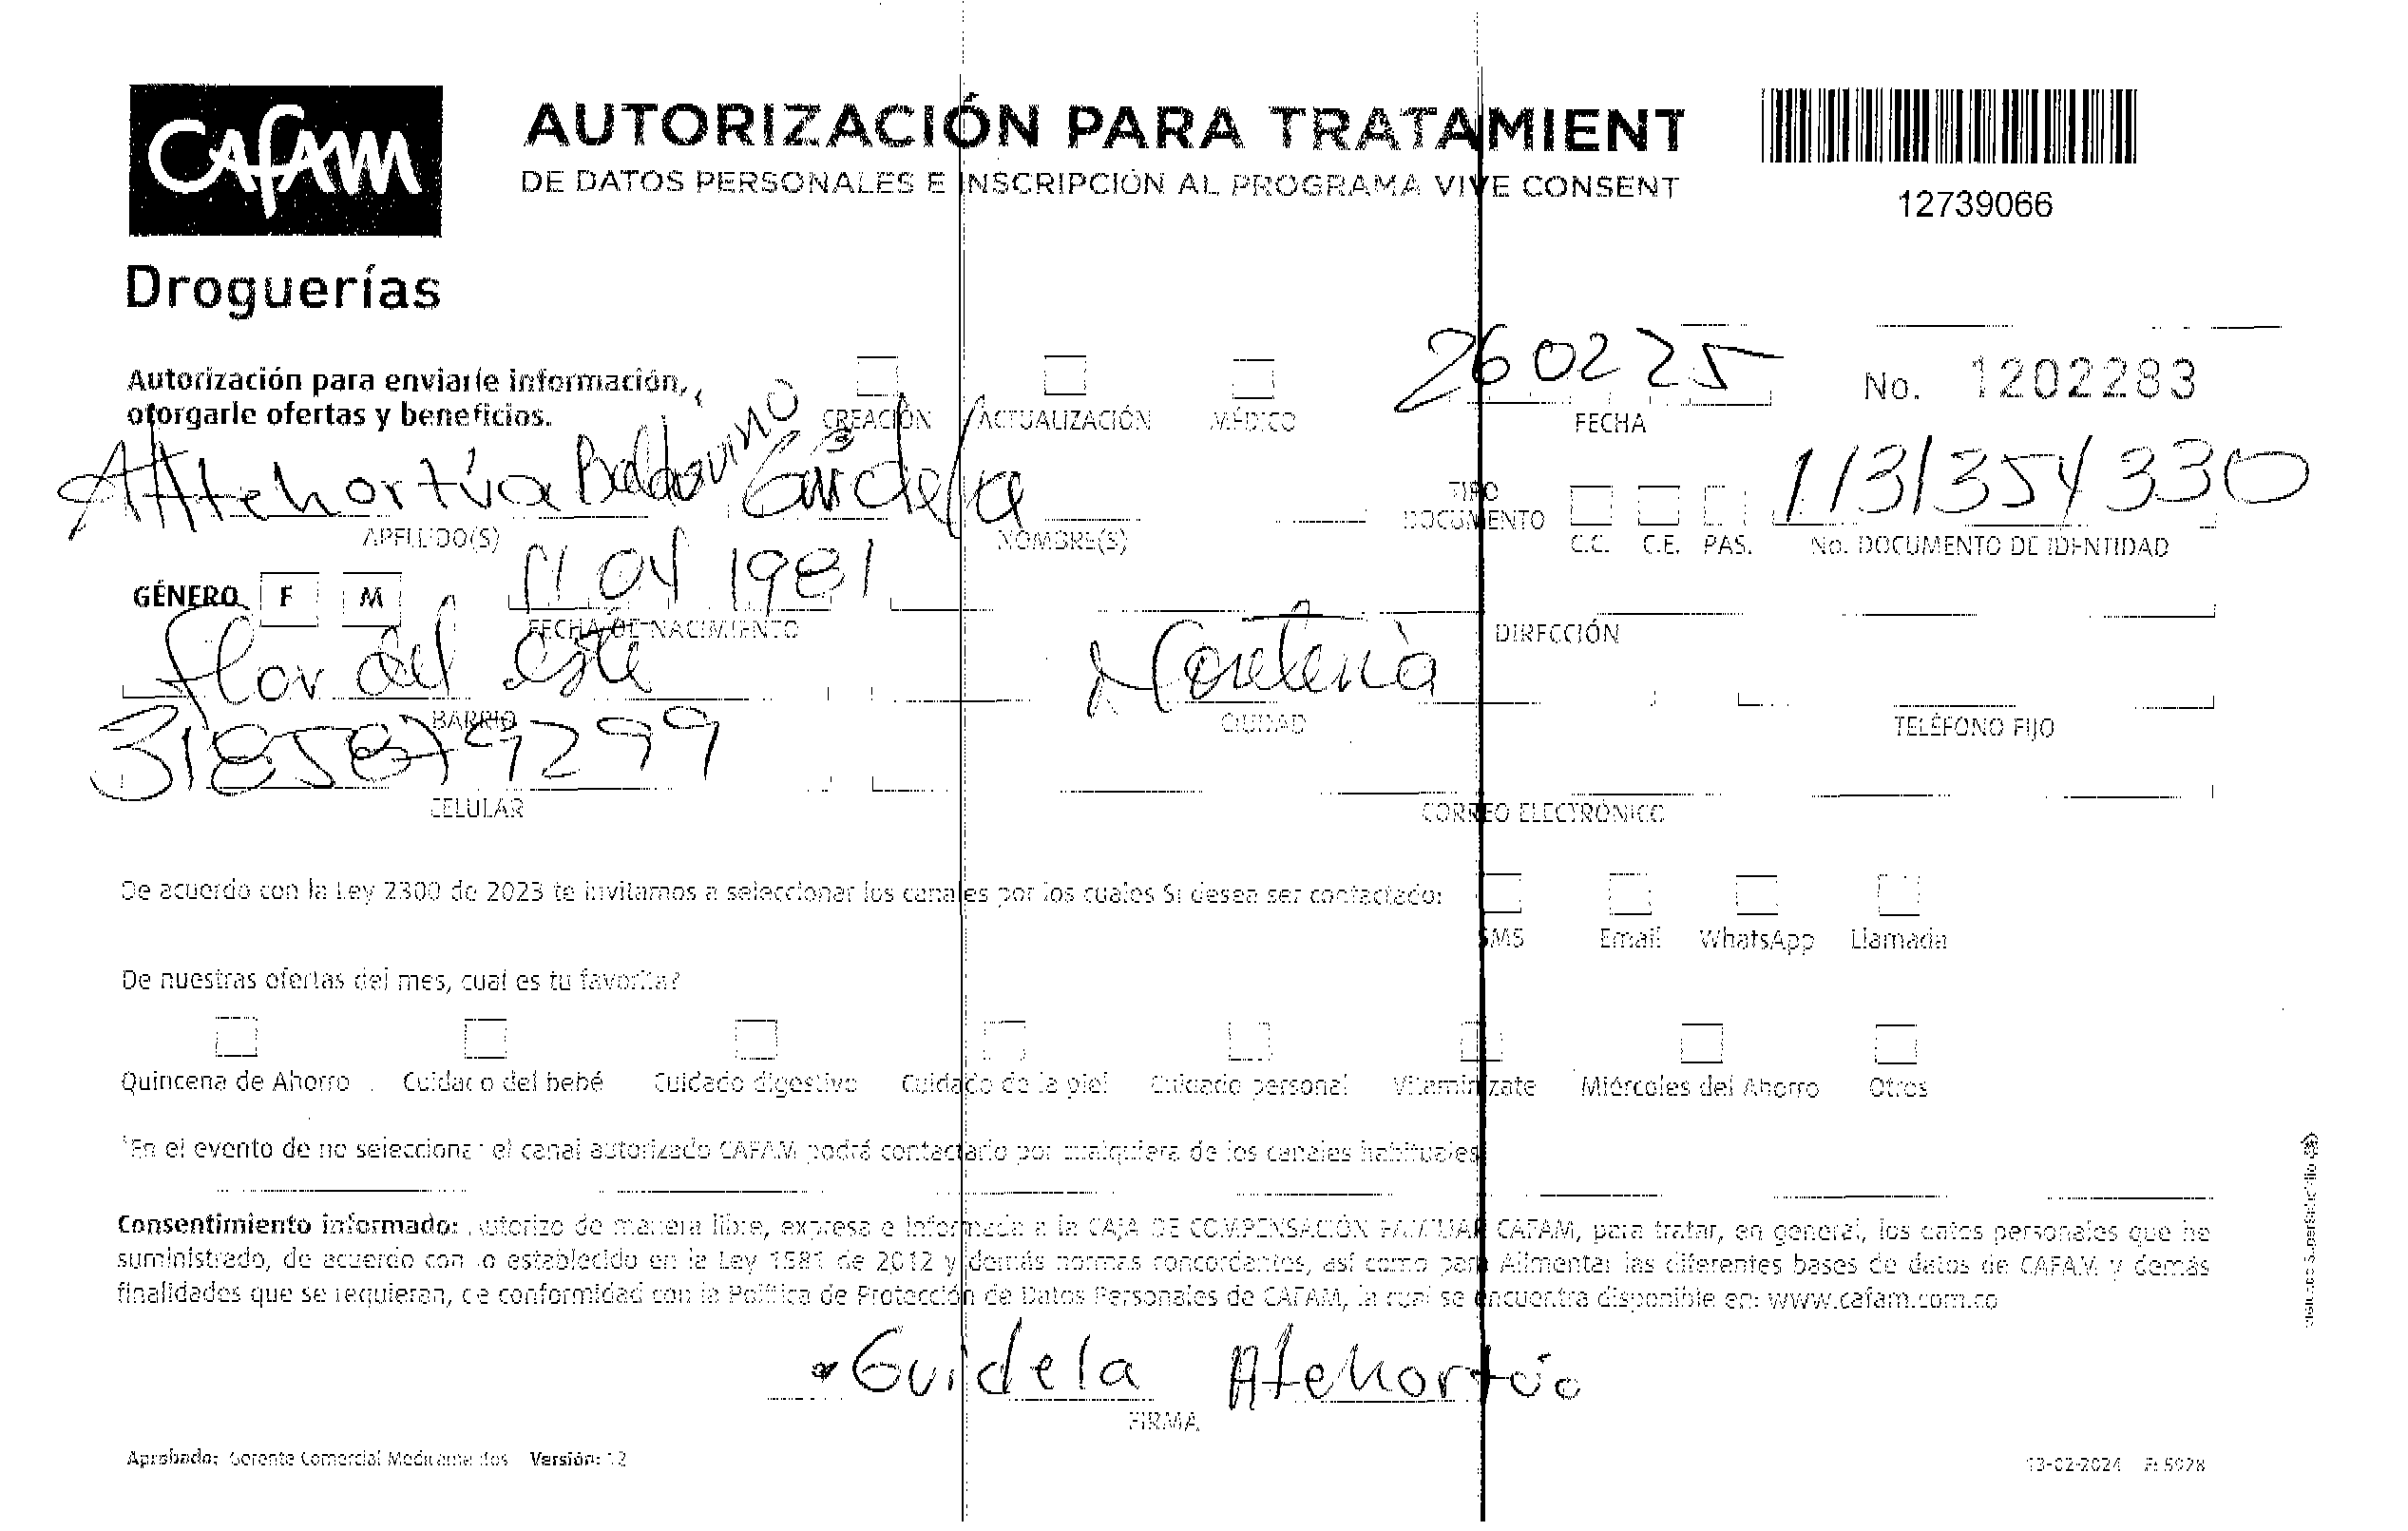 CAFAM
Droguerías
AUTORIZACIÓN PARA TRATAMIENT
DE DATOS PERSONALES E INSCRIPCIÓN AL PROGRAMA VIVE CONSENT
12739066
Autorización para enviarle información,
otorgarle ofertas y beneficios.
CREACIÓN ACTUALIZACIÓN MÉDICO
260225
FECHA
No. 1202283
Atehortúa Baldovino Guidela
APELLIDO(S) NOMBRE(S)
TIPO DOCUMENTO C.C. C.E. PAS.
1131354330
No. DOCUMENTO DE IDENTIDAD
GÉNERO F M
11 04 1981
FECHA DE NACIMIENTO
DIRECCIÓN
Flor del este
BARRIO
Montería
CIUDAD
TELÉFONO FIJO
CELULAR
CORREO ELECTRÓNICO
De acuerdo con la Ley 2300 de 2023 te invitamos a seleccionar los canales por los cuales Si desea ser contactado:
SMS Email WhatsApp Llamada
De nuestras ofertas del mes, cual es tu favorita?
Quincena de Ahorro Cuidado del bebé Cuidado digestivo Cuidado de la piel Cuidado personal Vitaminízate Miércoles del Ahorro Otros
*En el evento de no seleccionar el canal autorizado CAFAM podrá contactarlo por cualquiera de los canales habituales
Consentimiento informado: Autorizo de manera libre, expresa e informada a la CAJA DE COMPENSACIÓN FAMILIAR CAFAM, para tratar, en general, los datos personales que he
suministrado, de acuerdo con lo establecido en la Ley 1581 de 2012 y demás normas concordantes, así como para Alimentar las diferentes bases de datos de CAFAM y demás
finalidades que se requieran, de conformidad con la Política de Protección de Datos Personales de CAFAM, la cual se encuentra disponible en: www.cafam.com.co
Guidela Atehortúa
FIRMA
Aprobado: Gerente Comercial Medicamentos Versión: 12
13-02-2024 Ft 5928